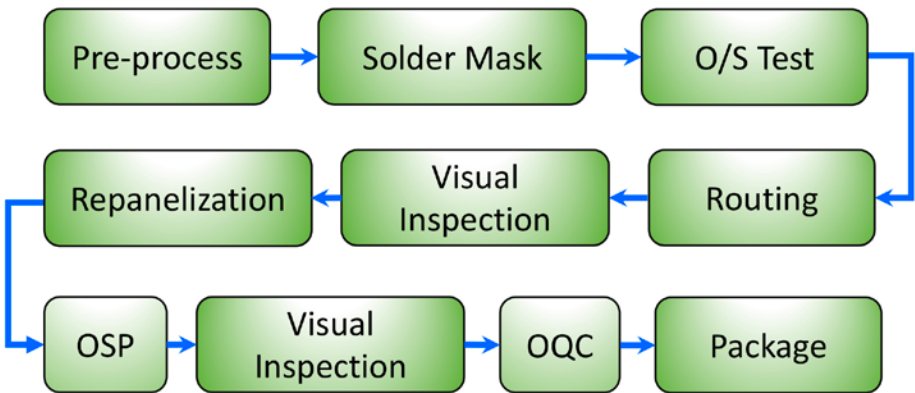 Pre-process
Solder Mask
O/S Test
Routing
Visual
Inspection
Repanelization
OSP
Visual
Inspection
OQC
Package